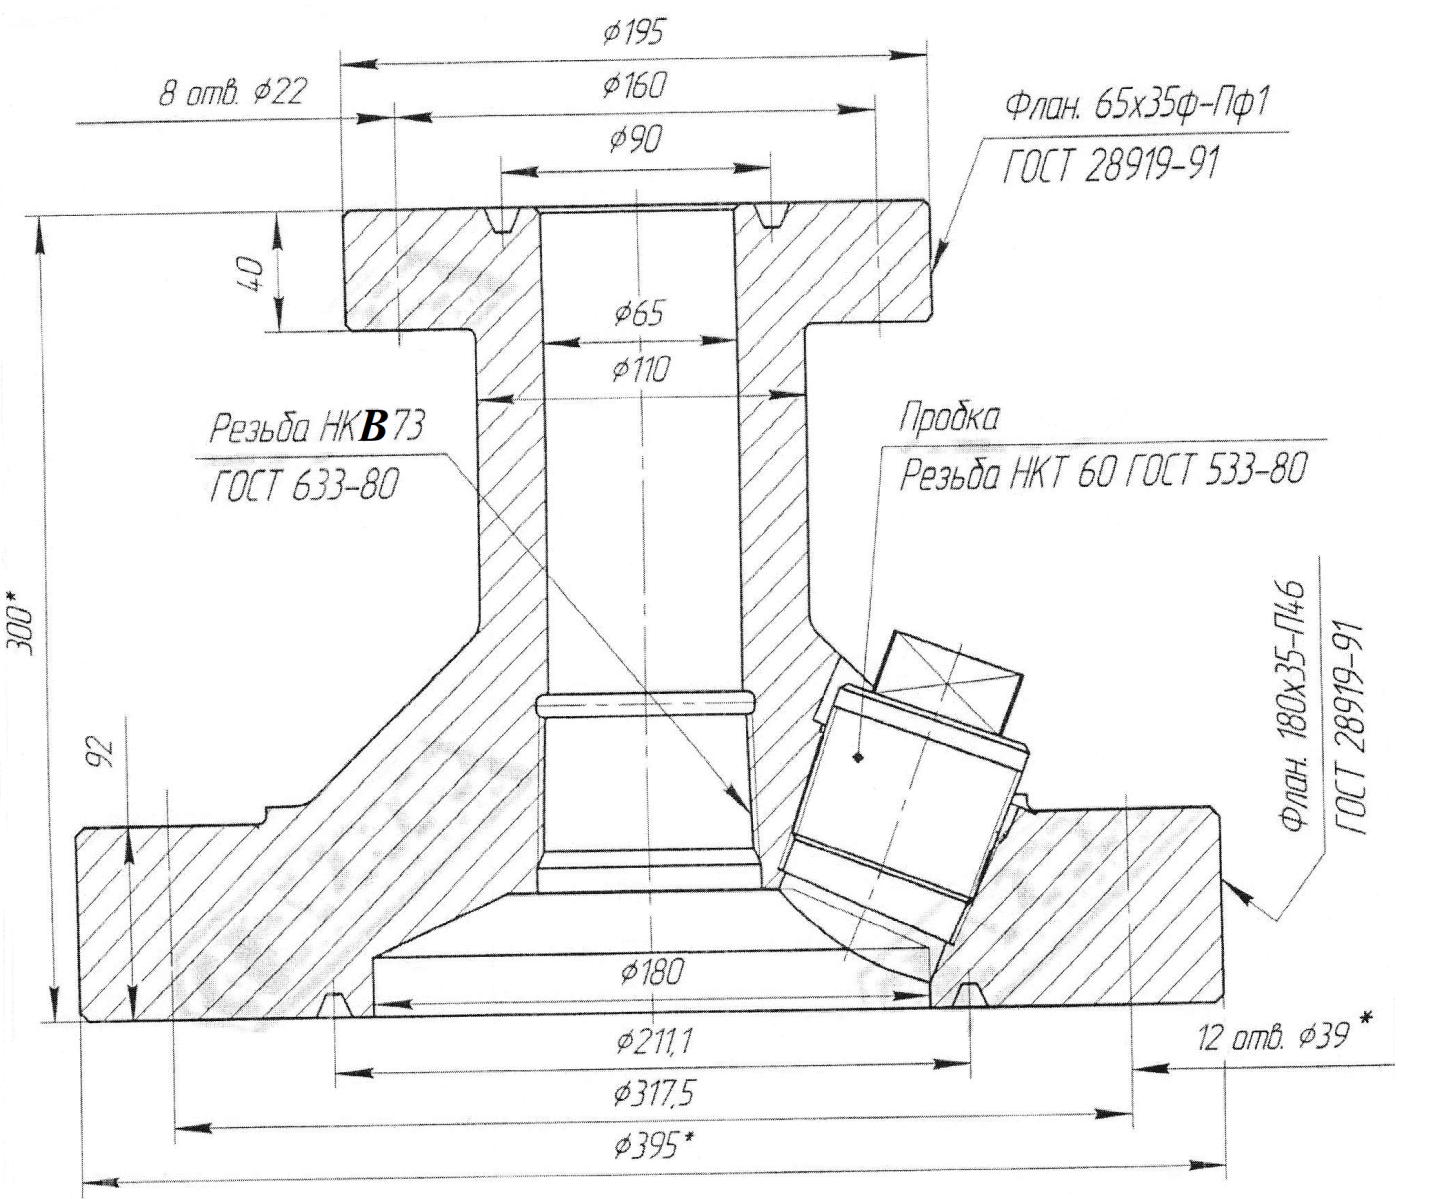 ⌀195
8 отв. ⌀22
⌀160
⌀90
Флан. 65х35ф-Пф1
ГОСТ 28919-91
40
⌀65
⌀110
Резьба НКВ 73
ГОСТ 633-80
Пробка
Резьба НКТ 60 ГОСТ 533-80
300*
92
Флан. 180х35-П46
ГОСТ 28919-91
⌀180
⌀211,1
12 отв. ⌀39*
⌀317,5
⌀395*